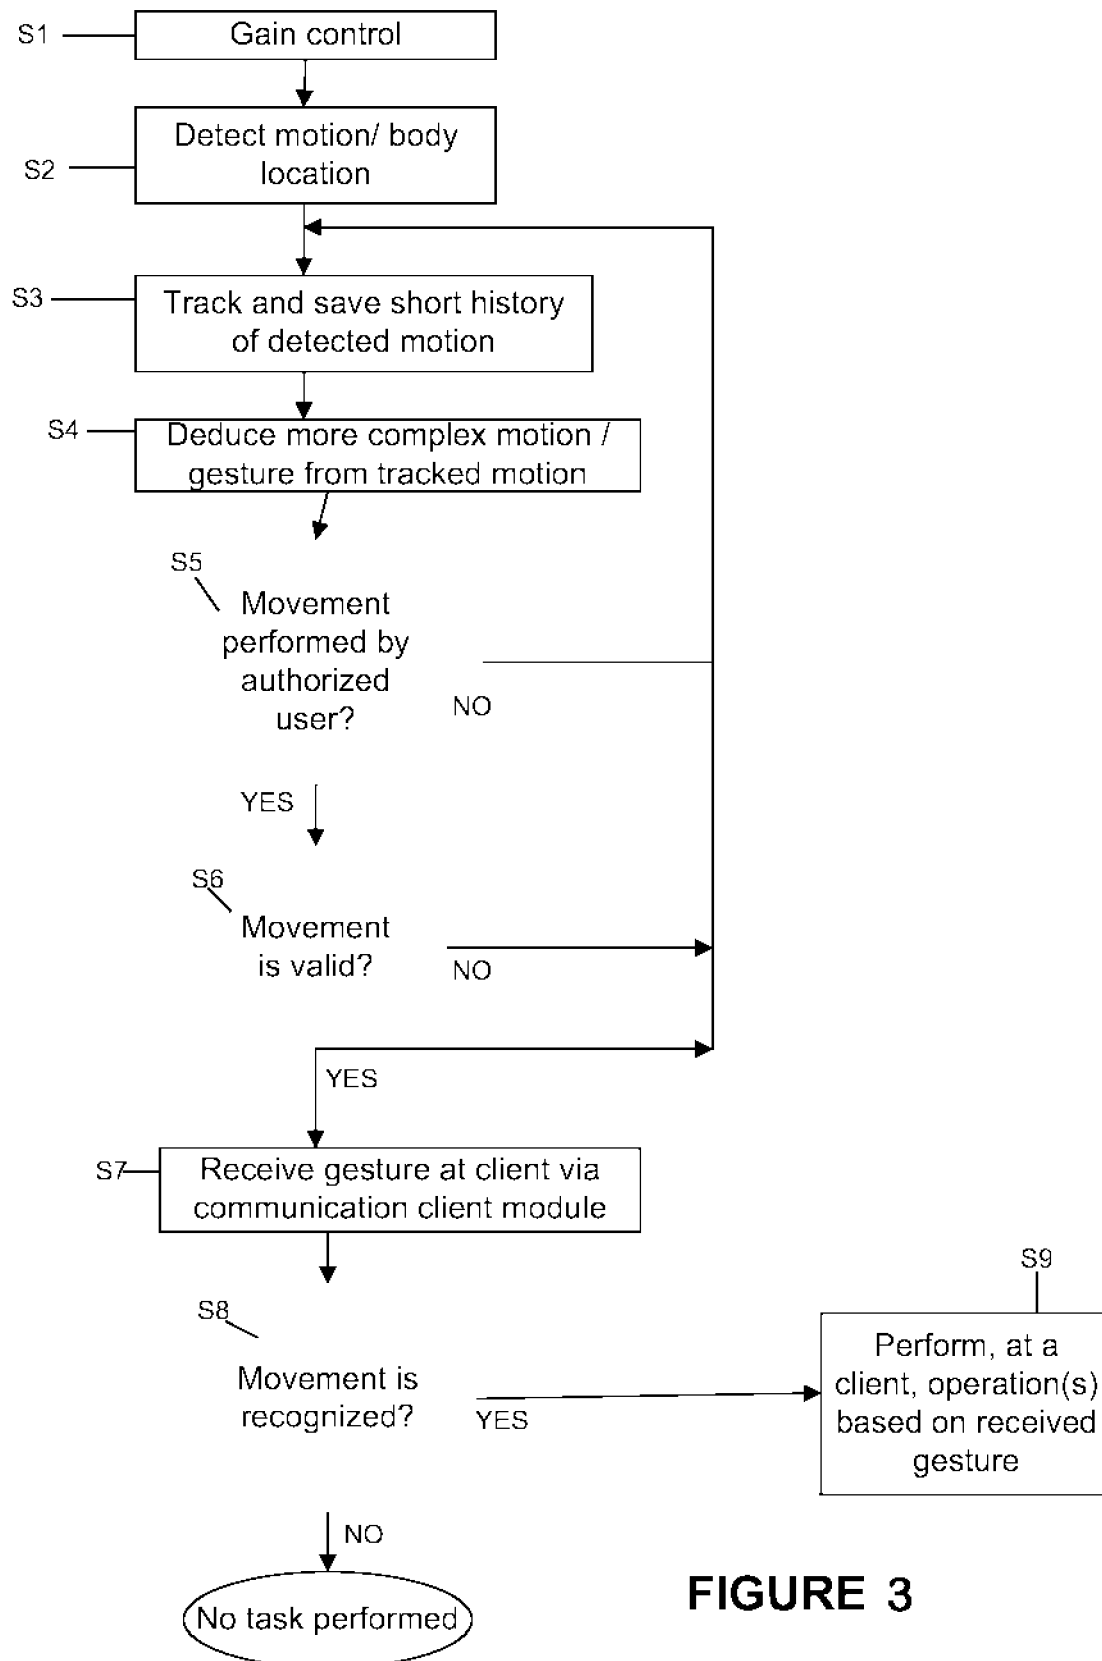 S1
Gain control
S2
Detect motion/ body
location
S3
Track and save short history
of detected motion
S4
Deduce more complex motion /
gesture from tracked motion
S5
Movement
performed by
authorized
user?
NO
YES
S6
Movement
is valid?
NO
YES
S7
Receive gesture at client via
communication client module
S8
Movement is
recognized?
YES
S9
Perform, at a
client, operation(s)
based on received
gesture
NO
No task performed
FIGURE 3